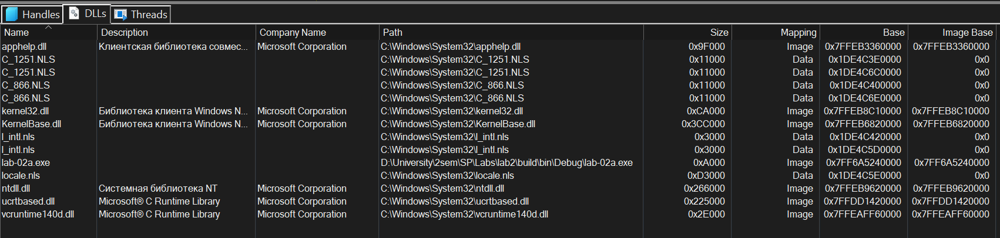 Handles DLLs Threads
Name Description Company Name Path Size Mapping Base Image Base
apphelp.dll Клиентская библиотека совмес... Microsoft Corporation C:\Windows\System32\apphelp.dll 0x9F000 Image 0x7FFEB3360000 0x7FFEB3360000
C_1251.NLS C:\Windows\System32\C_1251.NLS 0x11000 Data 0x1DE4C3E0000 0x0
C_1251.NLS C:\Windows\System32\C_1251.NLS 0x11000 Data 0x1DE4C6C0000 0x0
C_866.NLS C:\Windows\System32\C_866.NLS 0x11000 Data 0x1DE4C400000 0x0
C_866.NLS C:\Windows\System32\C_866.NLS 0x11000 Data 0x1DE4C6E0000 0x0
kernel32.dll Библиотека клиента Windows N... Microsoft Corporation C:\Windows\System32\kernel32.dll 0xCA000 Image 0x7FFEB8C10000 0x7FFEB8C10000
KernelBase.dll Библиотека клиента Windows N... Microsoft Corporation C:\Windows\System32\KernelBase.dll 0x3CC000 Image 0x7FFEB6820000 0x7FFEB6820000
l_intl.nls C:\Windows\System32\l_intl.nls 0x3000 Data 0x1DE4C420000 0x0
l_intl.nls C:\Windows\System32\l_intl.nls 0x3000 Data 0x1DE4C5D0000 0x0
lab-02a.exe D:\University\2sem\SP\Labs\lab2\build\bin\Debug\lab-02a.exe 0xA000 Image 0x7FF6A5240000 0x7FF6A5240000
locale.nls C:\Windows\System32\locale.nls 0xD3000 Data 0x1DE4C5E0000 0x0
ntdll.dll Системная библиотека NT Microsoft Corporation C:\Windows\System32\ntdll.dll 0x266000 Image 0x7FFEB9620000 0x7FFEB9620000
ucrtbased.dll Microsoft® C Runtime Library Microsoft Corporation C:\Windows\System32\ucrtbased.dll 0x225000 Image 0x7FFDD1420000 0x7FFDD1420000
vcruntime140d.dll Microsoft® C Runtime Library Microsoft Corporation C:\Windows\System32\vcruntime140d.dll 0x2E000 Image 0x7FFEAFF60000 0x7FFEAFF60000